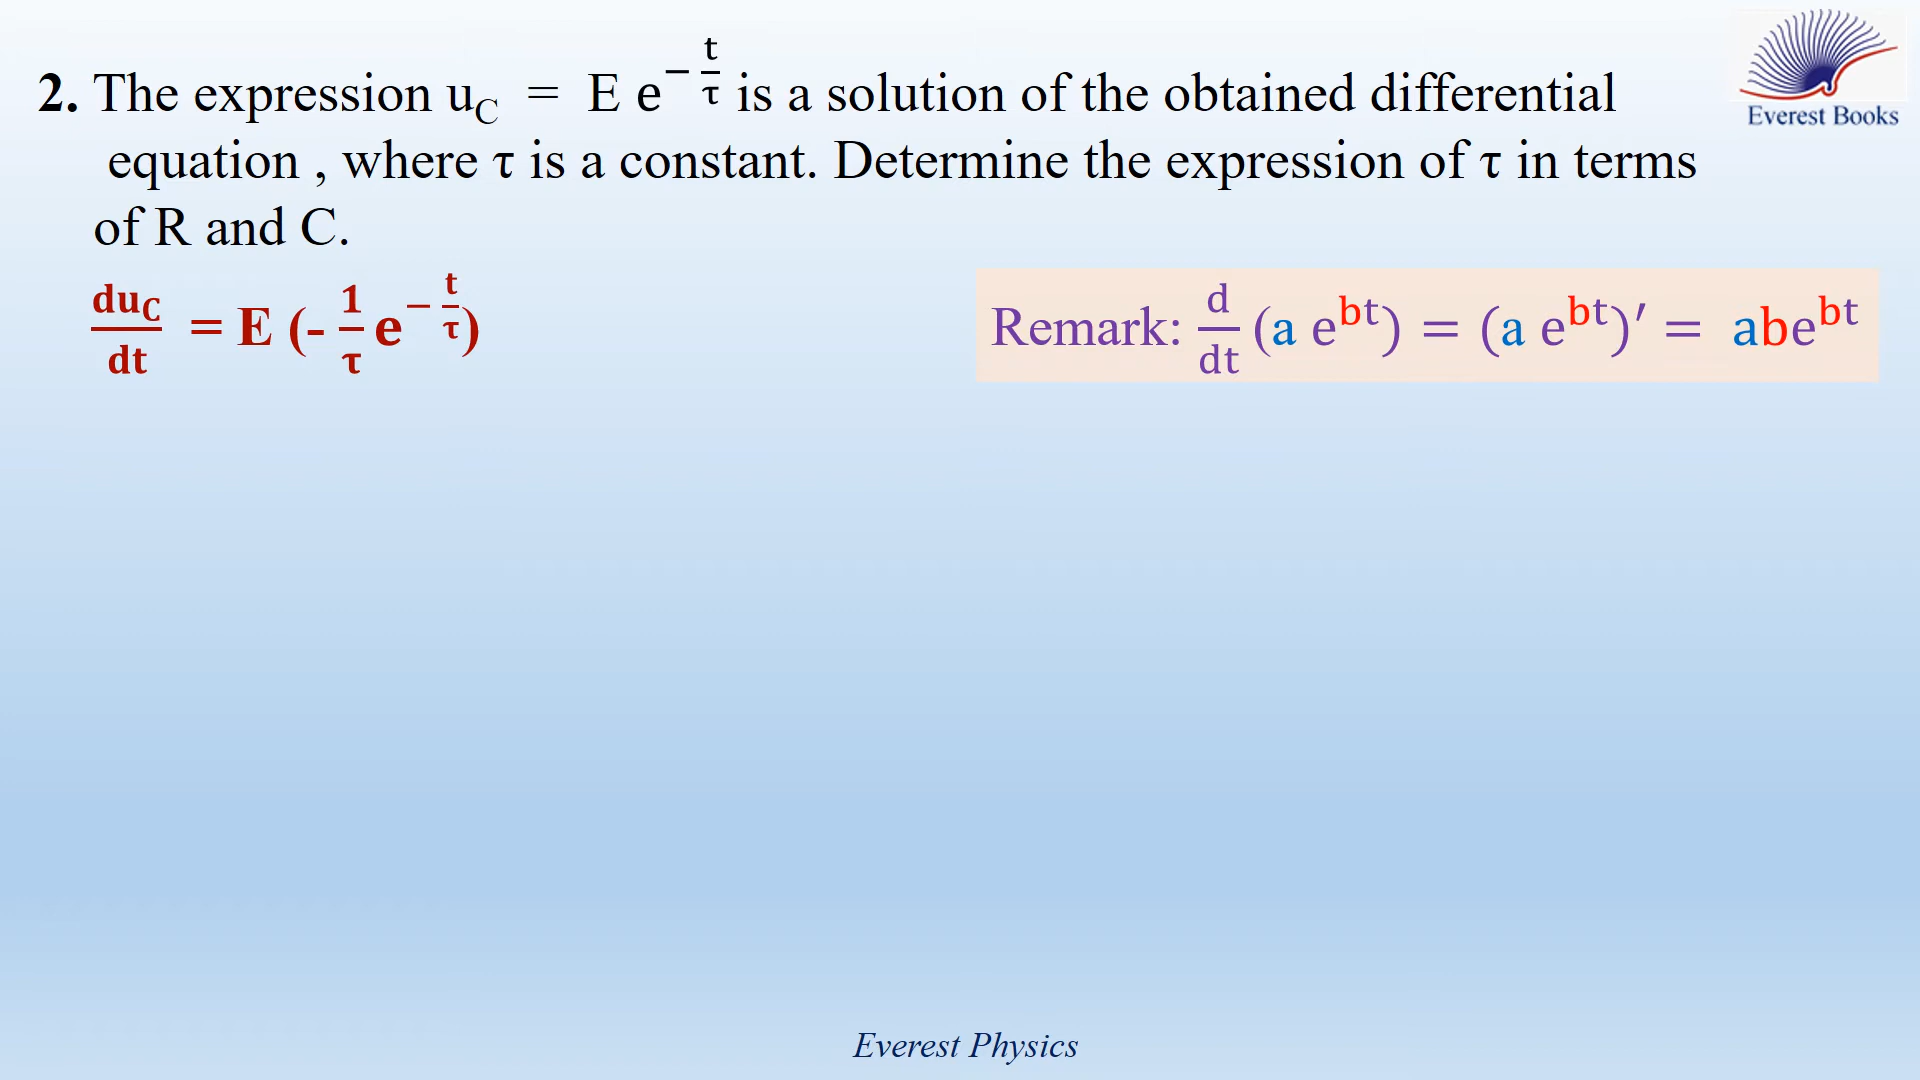 Everest Books
2. The expression u_C = E e^{-t/τ} is a solution of the obtained differential
equation , where τ is a constant. Determine the expression of τ in terms
of R and C.
du_C/dt = E (- 1/τ e^{-t/τ})
Remark: d/dt (a e^{bt}) = (a e^{bt})′ = abe^{bt}
Everest Physics